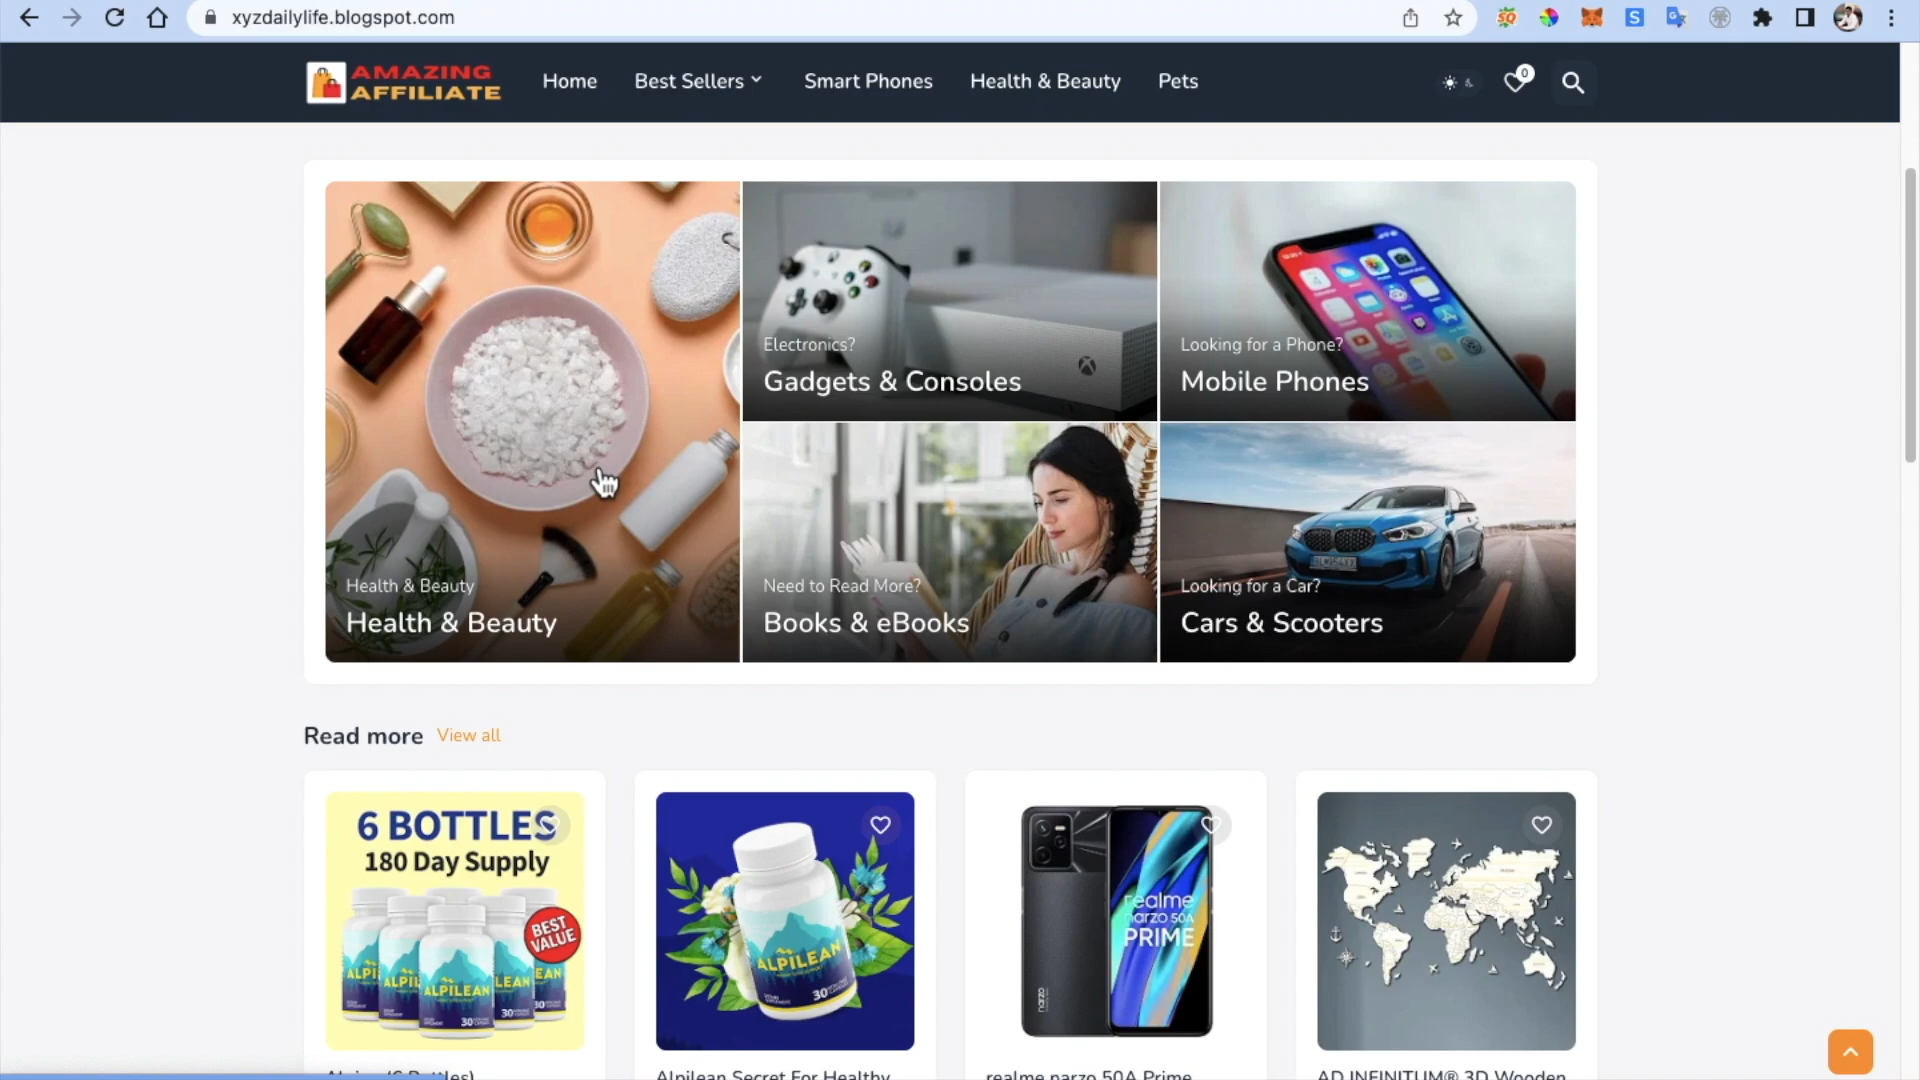 xyzdailylife.blogspot.com
AMAZING
AFFILIATE
Home
Best Sellers
Smart Phones
Health & Beauty
Pets
0
Health & Beauty
Health & Beauty
Electronics?
Gadgets & Consoles
Looking for a Phone?
Mobile Phones
Need to Read More?
Books & eBooks
Looking for a Car?
Cars & Scooters
Read more
View all
6 BOTTLES
180 Day Supply
BEST
VALUE
ALPILEAN
30
ALPILEAN
30
realme
narzo 50A
PRIME
narzo
Alpilean Secret For Healthy
realme narzo 50A Prime
AD INFINITUM® 3D Wooden